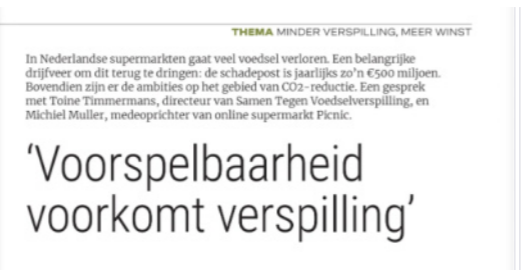 THEMA MINDER VERSPILLING, MEER WINST
In Nederlandse supermarkten gaat veel voedsel verloren. Een belangrijke
drijfveer om dit terug te dringen: de schadepost is jaarlijks zo’n €500 miljoen.
Bovendien zijn er de ambities op het gebied van CO2-reductie. Een gesprek
met Toine Timmermans, directeur van Samen Tegen Voedselverspilling, en
Michiel Muller, medeoprichter van online supermarkt Picnic.
‘Voorspelbaarheid
voorkomt verspilling’